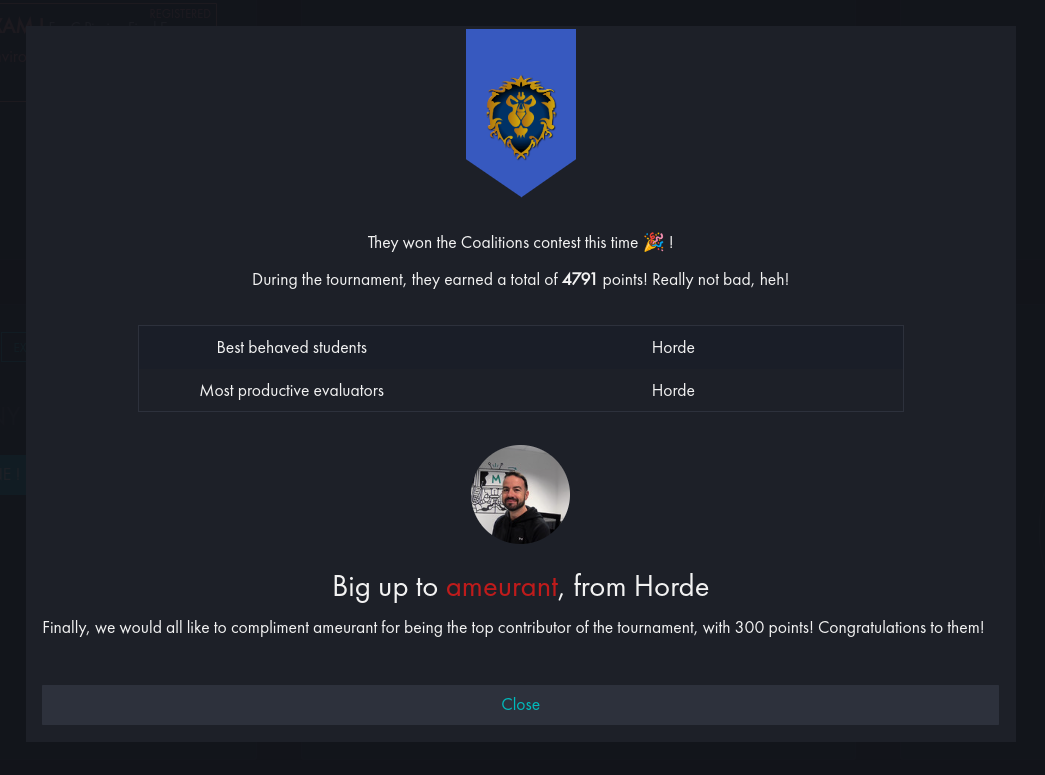 REGISTERED
They won the Coalitions contest this time 🎉 !
During the tournament, they earned a total of 4791 points! Really not bad, heh!
Best behaved students Horde
Most productive evaluators Horde
Big up to ameurant, from Horde
Finally, we would all like to compliment ameurant for being the top contributor of the tournament, with 300 points! Congratulations to them!
Close